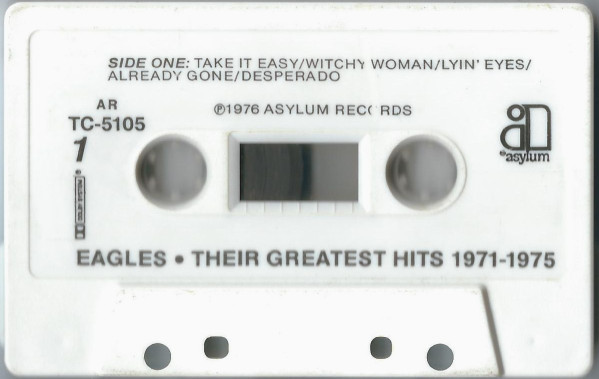 SIDE ONE: TAKE IT EASY/WITCHY WOMAN/LYIN' EYES/
ALREADY GONE/DESPERADO
AR
TC-5105
℗1976 ASYLUM RECORDS
1
asylum
EAGLES • THEIR GREATEST HITS 1971-1975